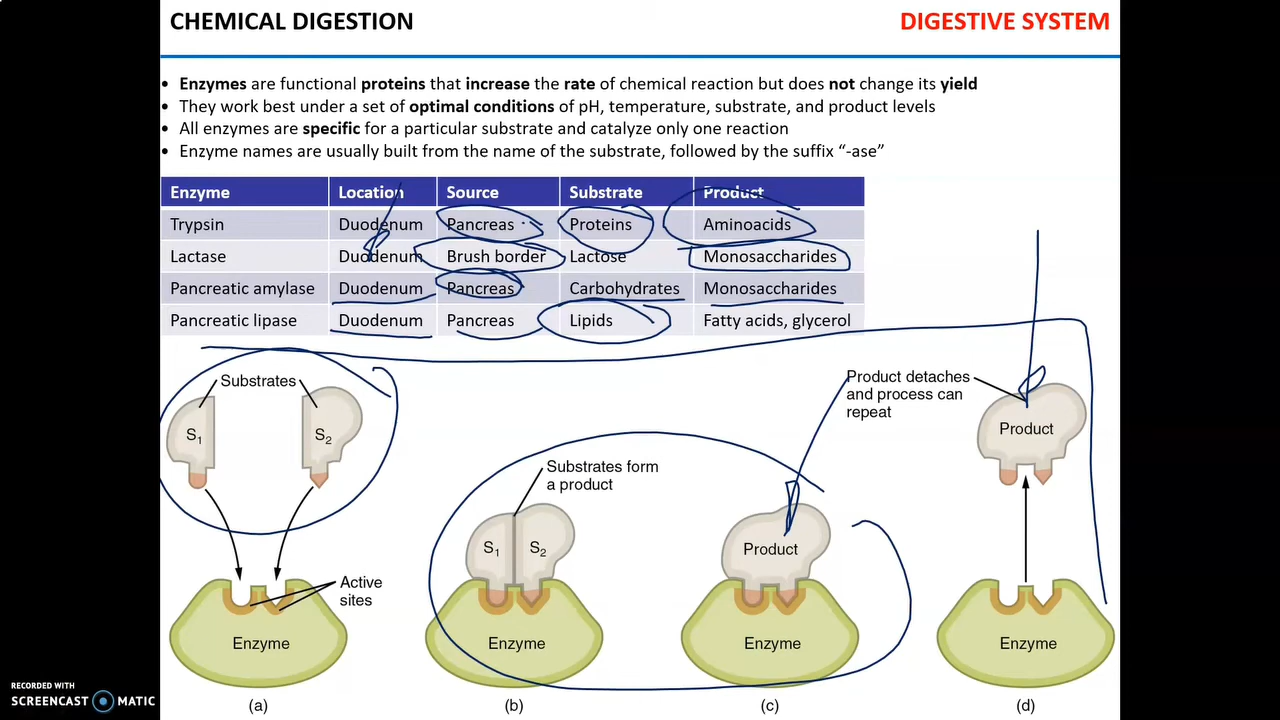 CHEMICAL DIGESTION
DIGESTIVE SYSTEM
• Enzymes are functional proteins that increase the rate of chemical reaction but does not change its yield
• They work best under a set of optimal conditions of pH, temperature, substrate, and product levels
• All enzymes are specific for a particular substrate and catalyze only one reaction
• Enzyme names are usually built from the name of the substrate, followed by the suffix “-ase”
Enzyme Location Source Substrate Product
Trypsin Duodenum Pancreas Proteins Aminoacids
Lactase Duodenum Brush border Lactose Monosaccharides
Pancreatic amylase Duodenum Pancreas Carbohydrates Monosaccharides
Pancreatic lipase Duodenum Pancreas Lipids Fatty acids, glycerol
Substrates
S1
S2
Active
sites
Enzyme
(a)
Substrates form
a product
S1
S2
Enzyme
(b)
Product
Enzyme
(c)
Product detaches
and process can
repeat
Product
Enzyme
(d)
RECORDED WITH
SCREENCAST MATIC